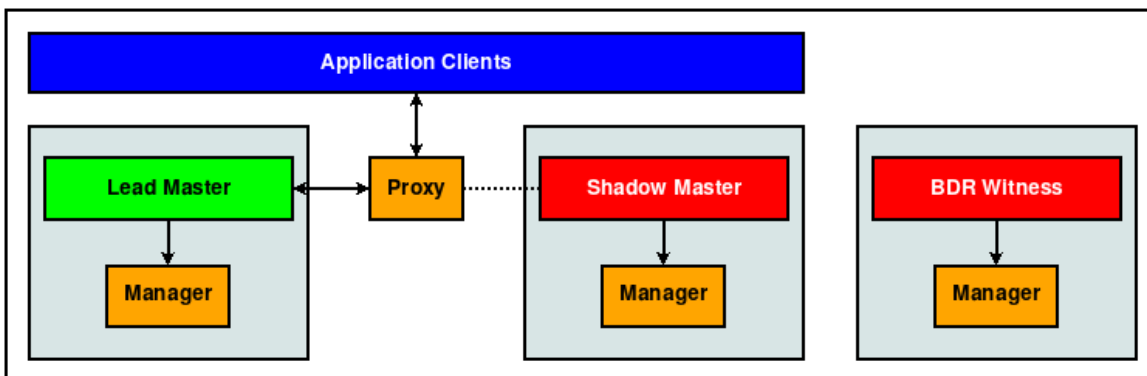 Application Clients
Lead Master
Proxy
Shadow Master
BDR Witness
Manager
Manager
Manager